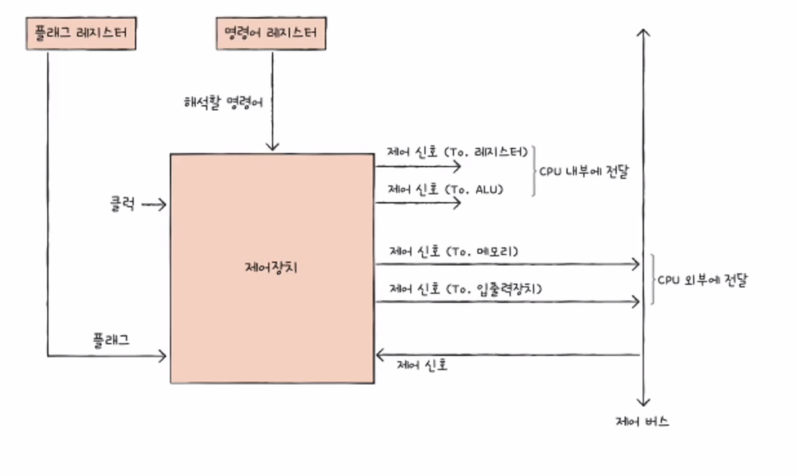 플래그 레지스터
명령어 레지스터
해석할 명령어
제어 신호 (To. 레지스터)
CPU 내부에 전달
제어 신호 (To. ALU)
클럭
제어장치
제어 신호 (To. 메모리)
CPU 외부에 전달
제어 신호 (To. 입출력장치)
플래그
제어 신호
제어 버스